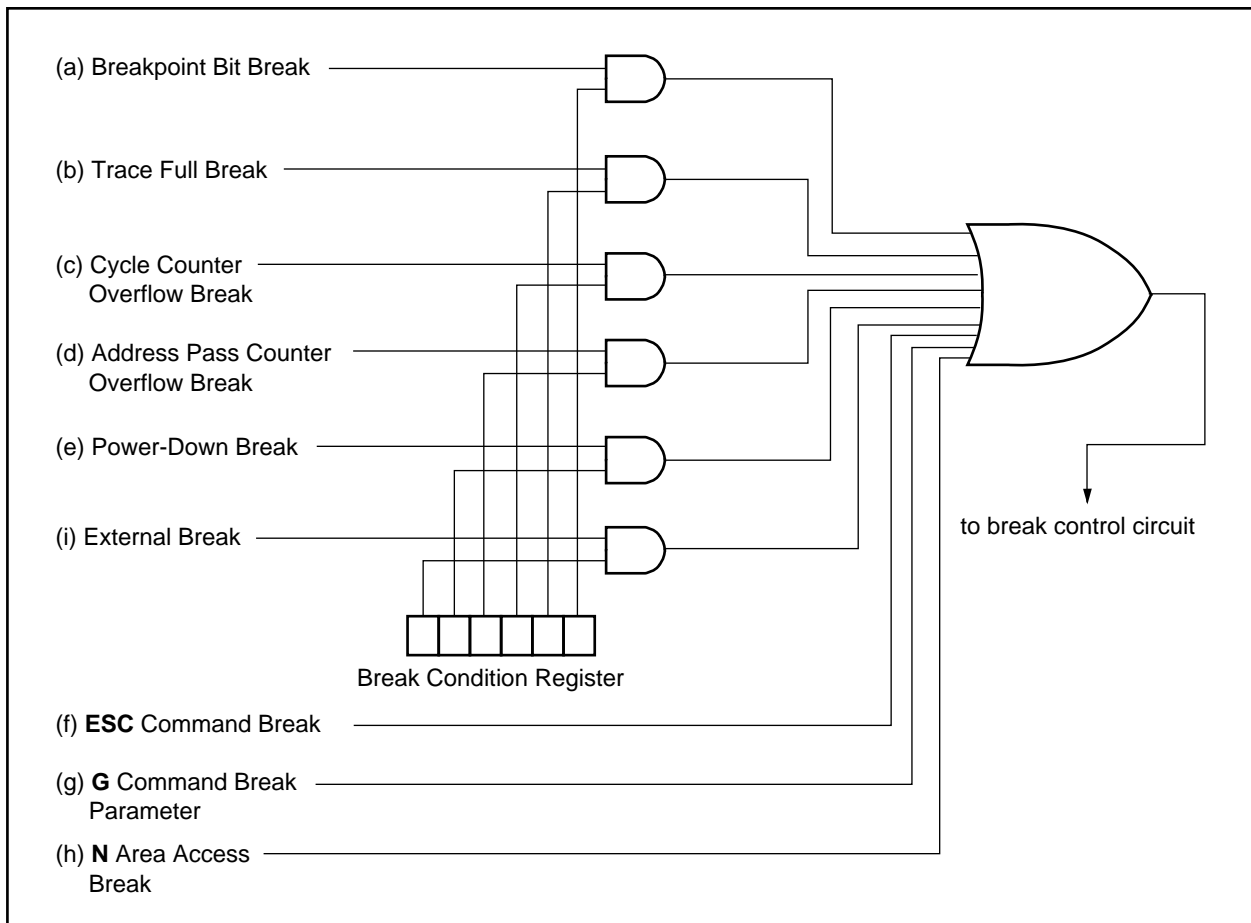 (a) Breakpoint Bit Break
(b) Trace Full Break
(c) Cycle Counter
Overflow Break
(d) Address Pass Counter
Overflow Break
(e) Power-Down Break
(i) External Break
to break control circuit
Break Condition Register
(f) ESC Command Break
(g) G Command Break
Parameter
(h) N Area Access
Break